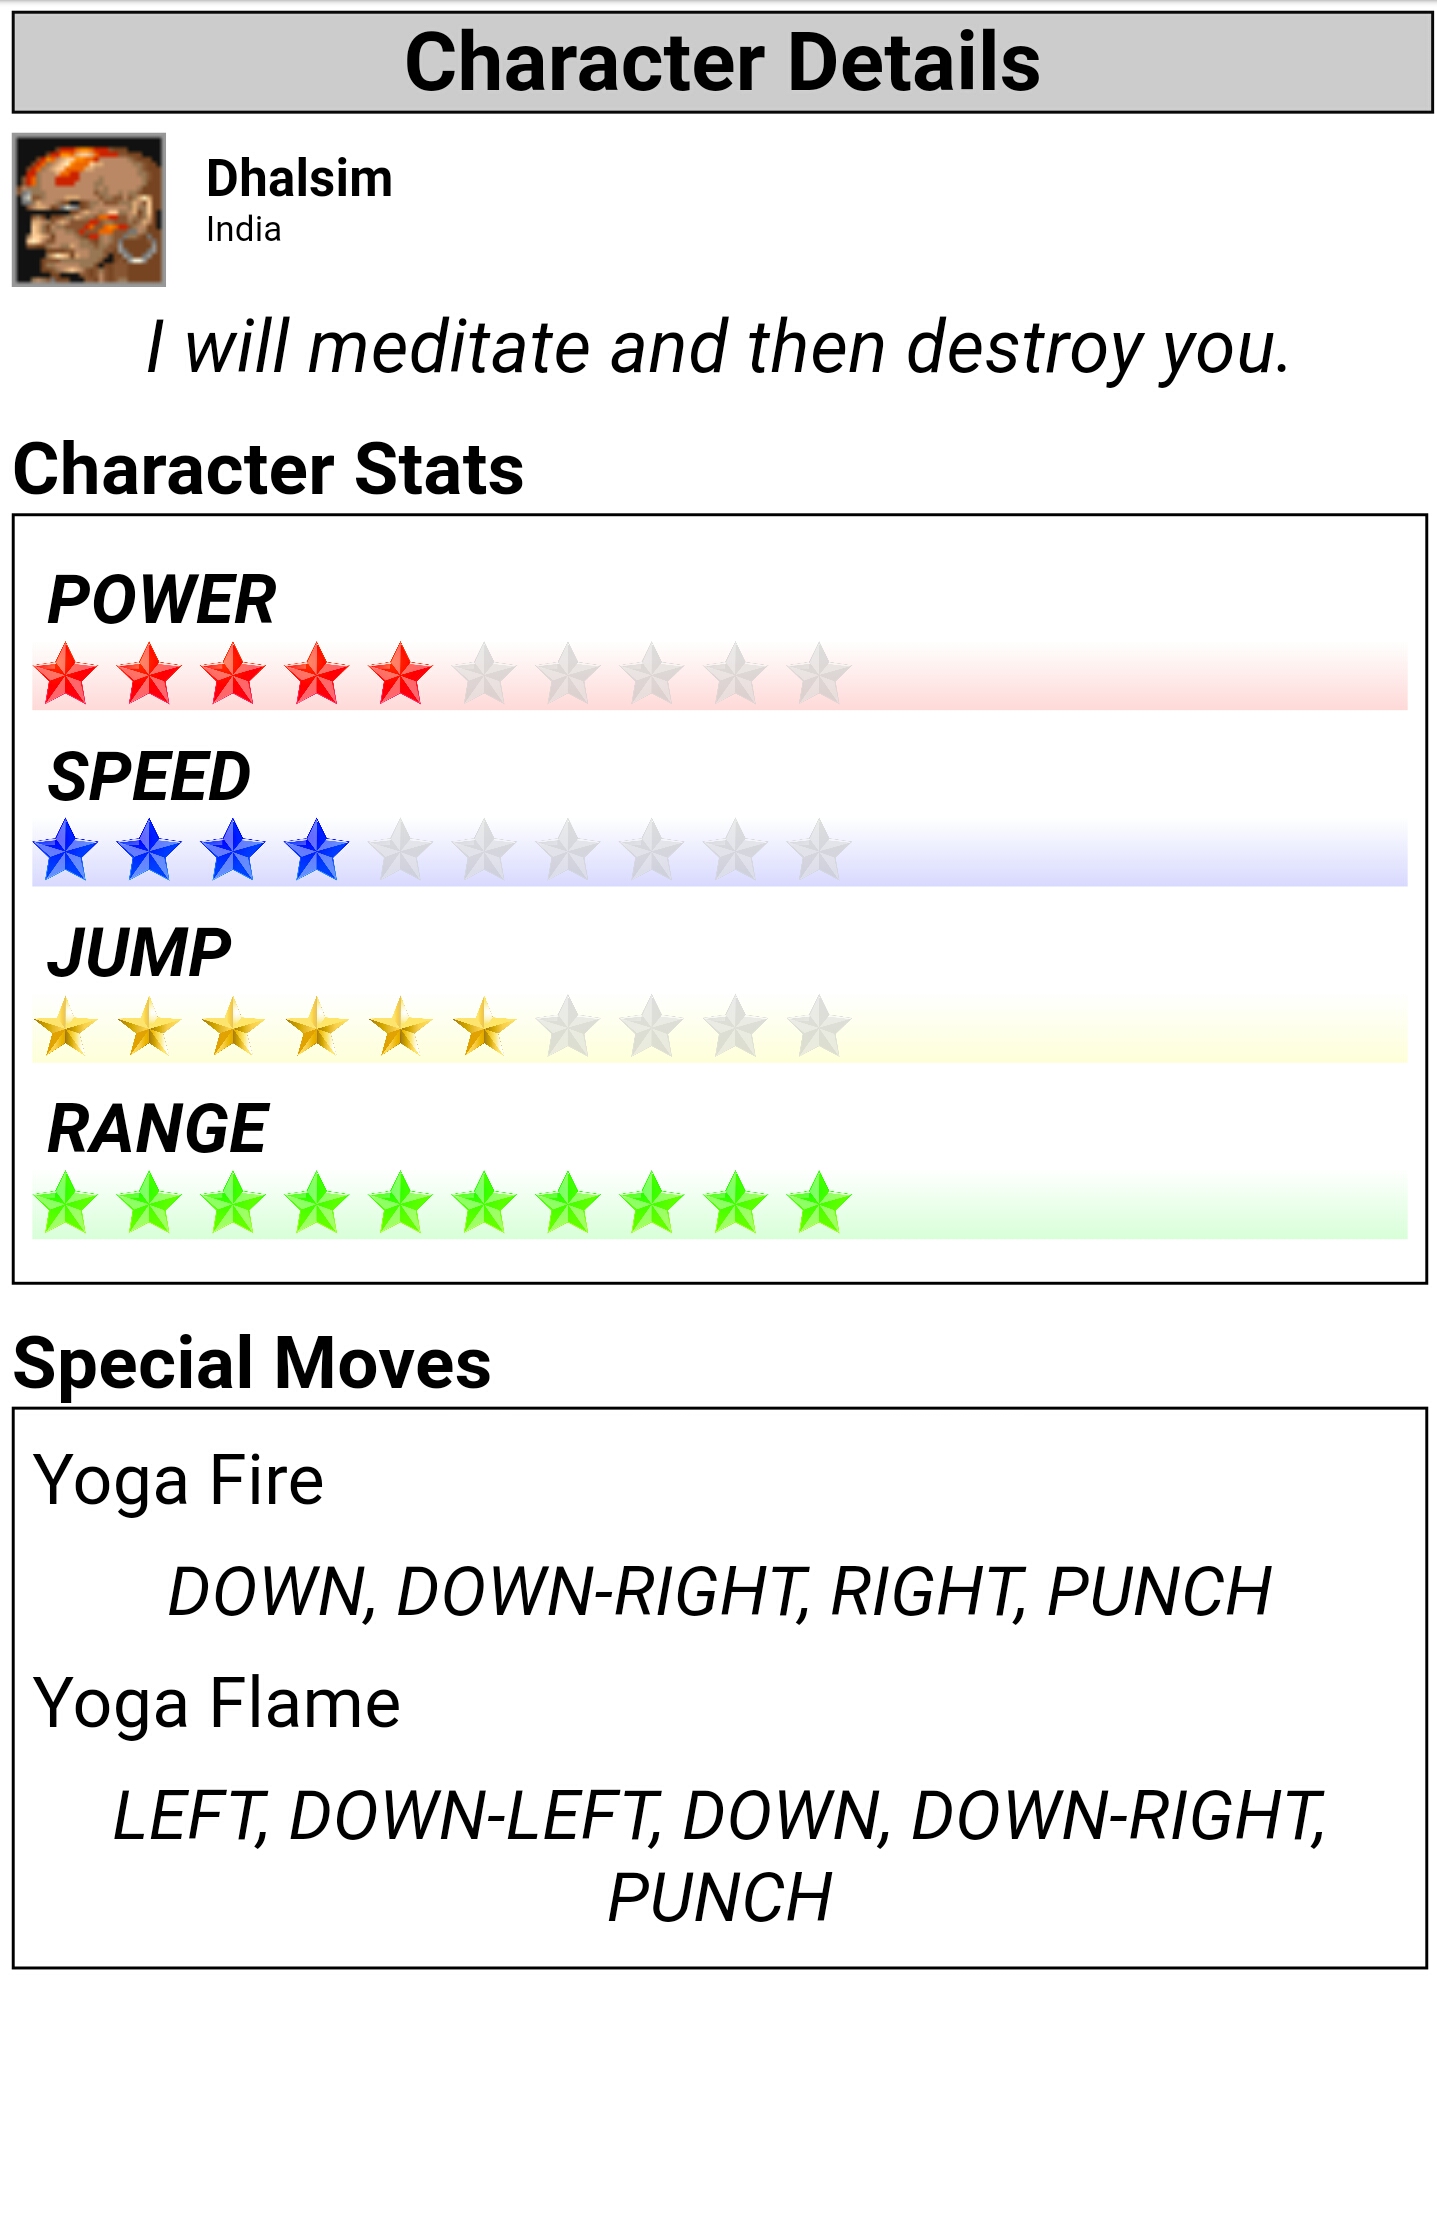 Character Details
Dhalsim
India
I will meditate and then destroy you.
Character Stats
POWER
SPEED
JUMP
RANGE
Special Moves
Yoga Fire
DOWN, DOWN-RIGHT, RIGHT, PUNCH
Yoga Flame
LEFT, DOWN-LEFT, DOWN, DOWN-RIGHT,
PUNCH